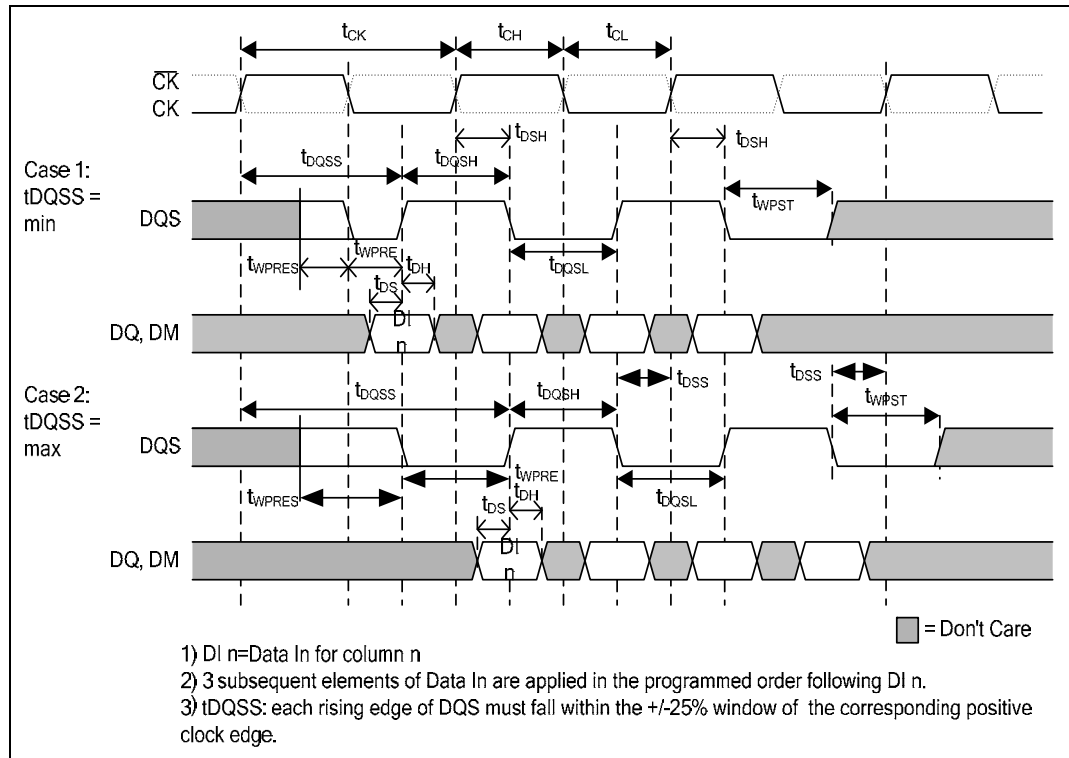 tCK
tCH
tCL
CK
CK
tDSH
tDSH
tDQSS
tDQSH
Case 1:
tDQSS =
min
DQS
tWPST
tWPRES
tWPRE
tDH
tDQSL
tDS
DI
n
DQ, DM
tDSS
tDSS
Case 2:
tDQSS =
max
tDQSS
tDQSH
tWPST
DQS
tWPRES
tWPRE
tDH
tDQSL
tDS
DI
n
DQ, DM
= Don't Care
1) DI n=Data In for column n
2) 3 subsequent elements of Data In are applied in the programmed order following DI n.
3) tDQSS: each rising edge of DQS must fall within the +/-25% window of the corresponding positive
clock edge.